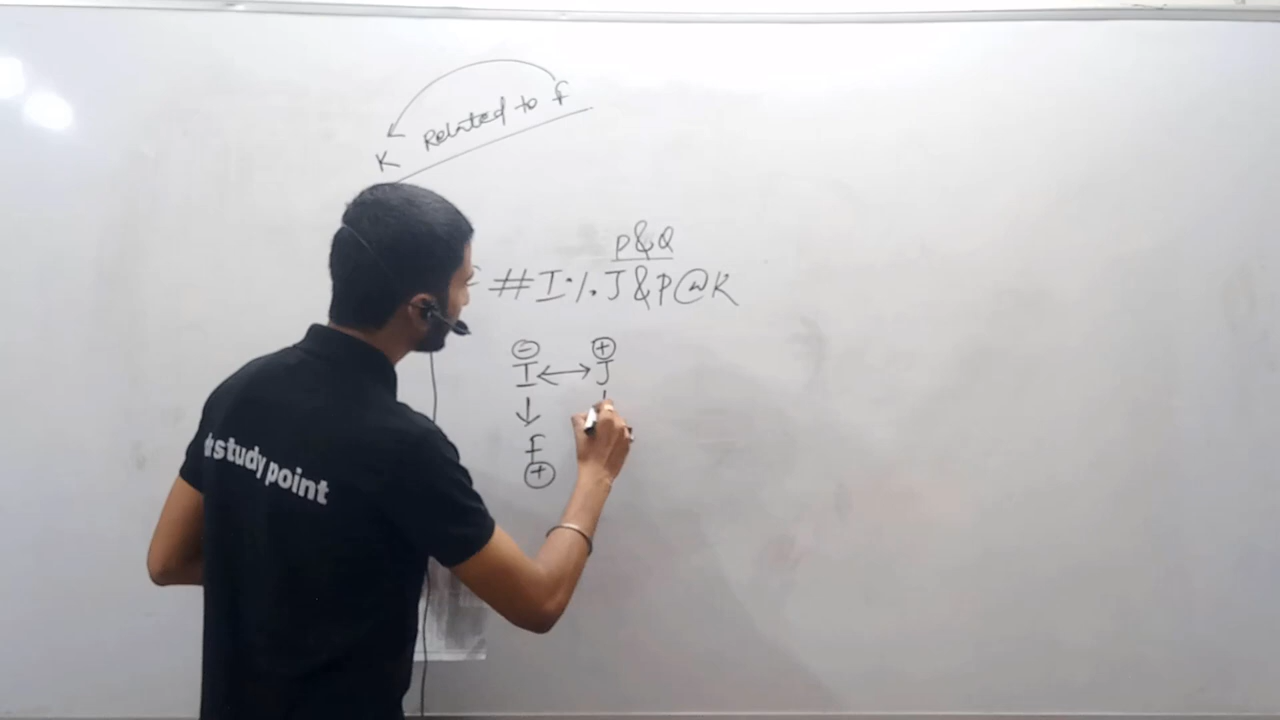 K Related to f
P&Q
# I % J & P @ K
⊖ ⊕
I ↔ J
↓
f
⊕
study point